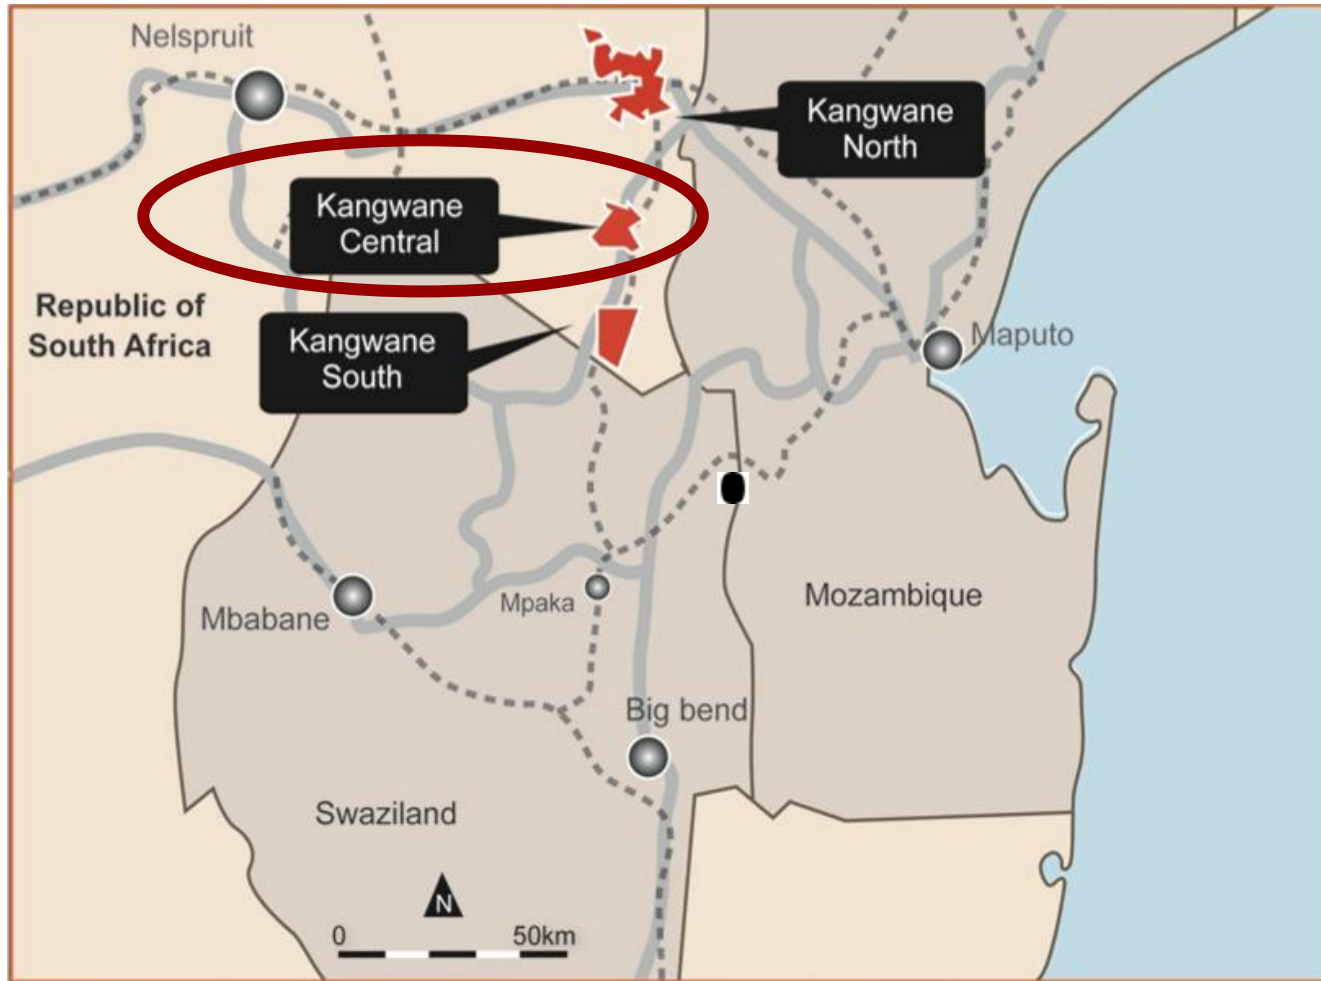 Nelspruit
Kangwane
North
Kangwane
Central
Republic of
South Africa
Kangwane
South
Maputo
Mpaka
Mozambique
Mbabane
Big bend
Swaziland
N
0 50km